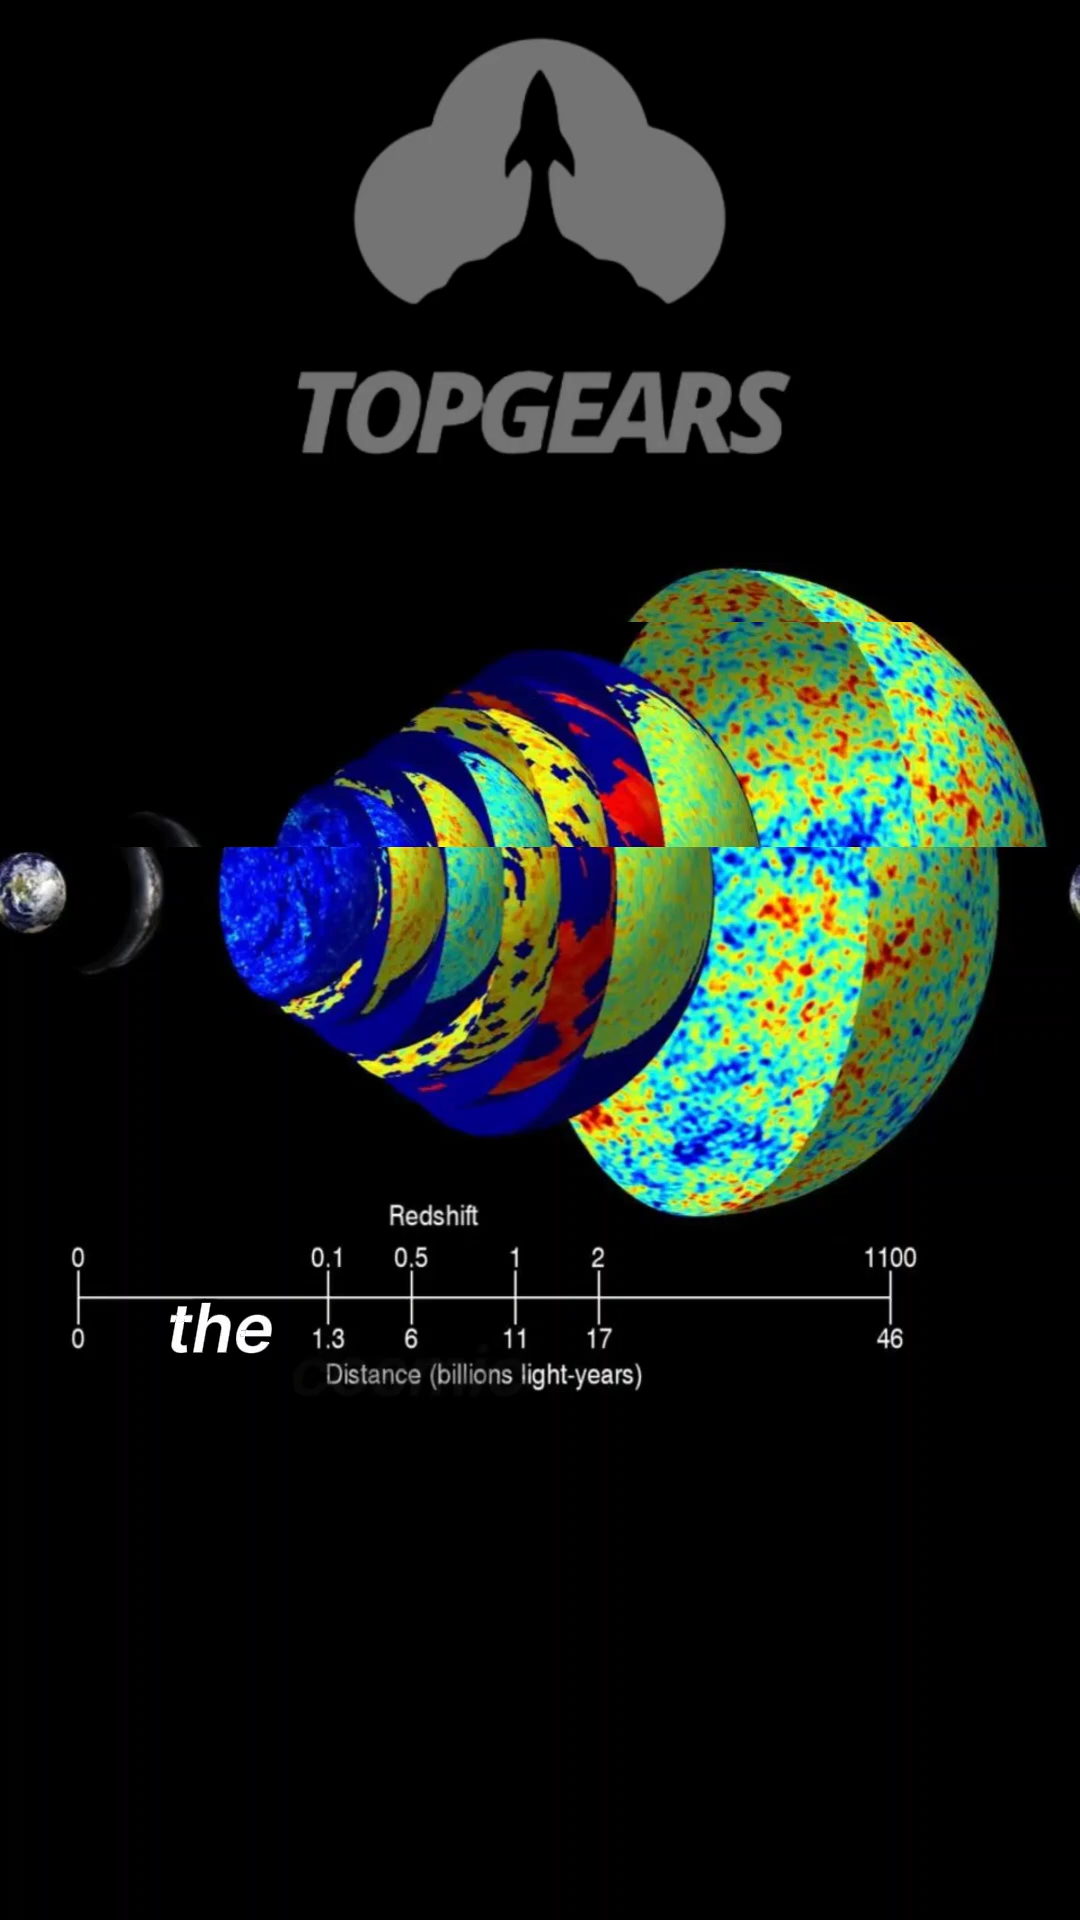 TOPGEARS
Redshift
0 0.1 0.5 1 2 1100
the
0 1.3 6 11 17 46
cosmic
Distance (billions light-years)